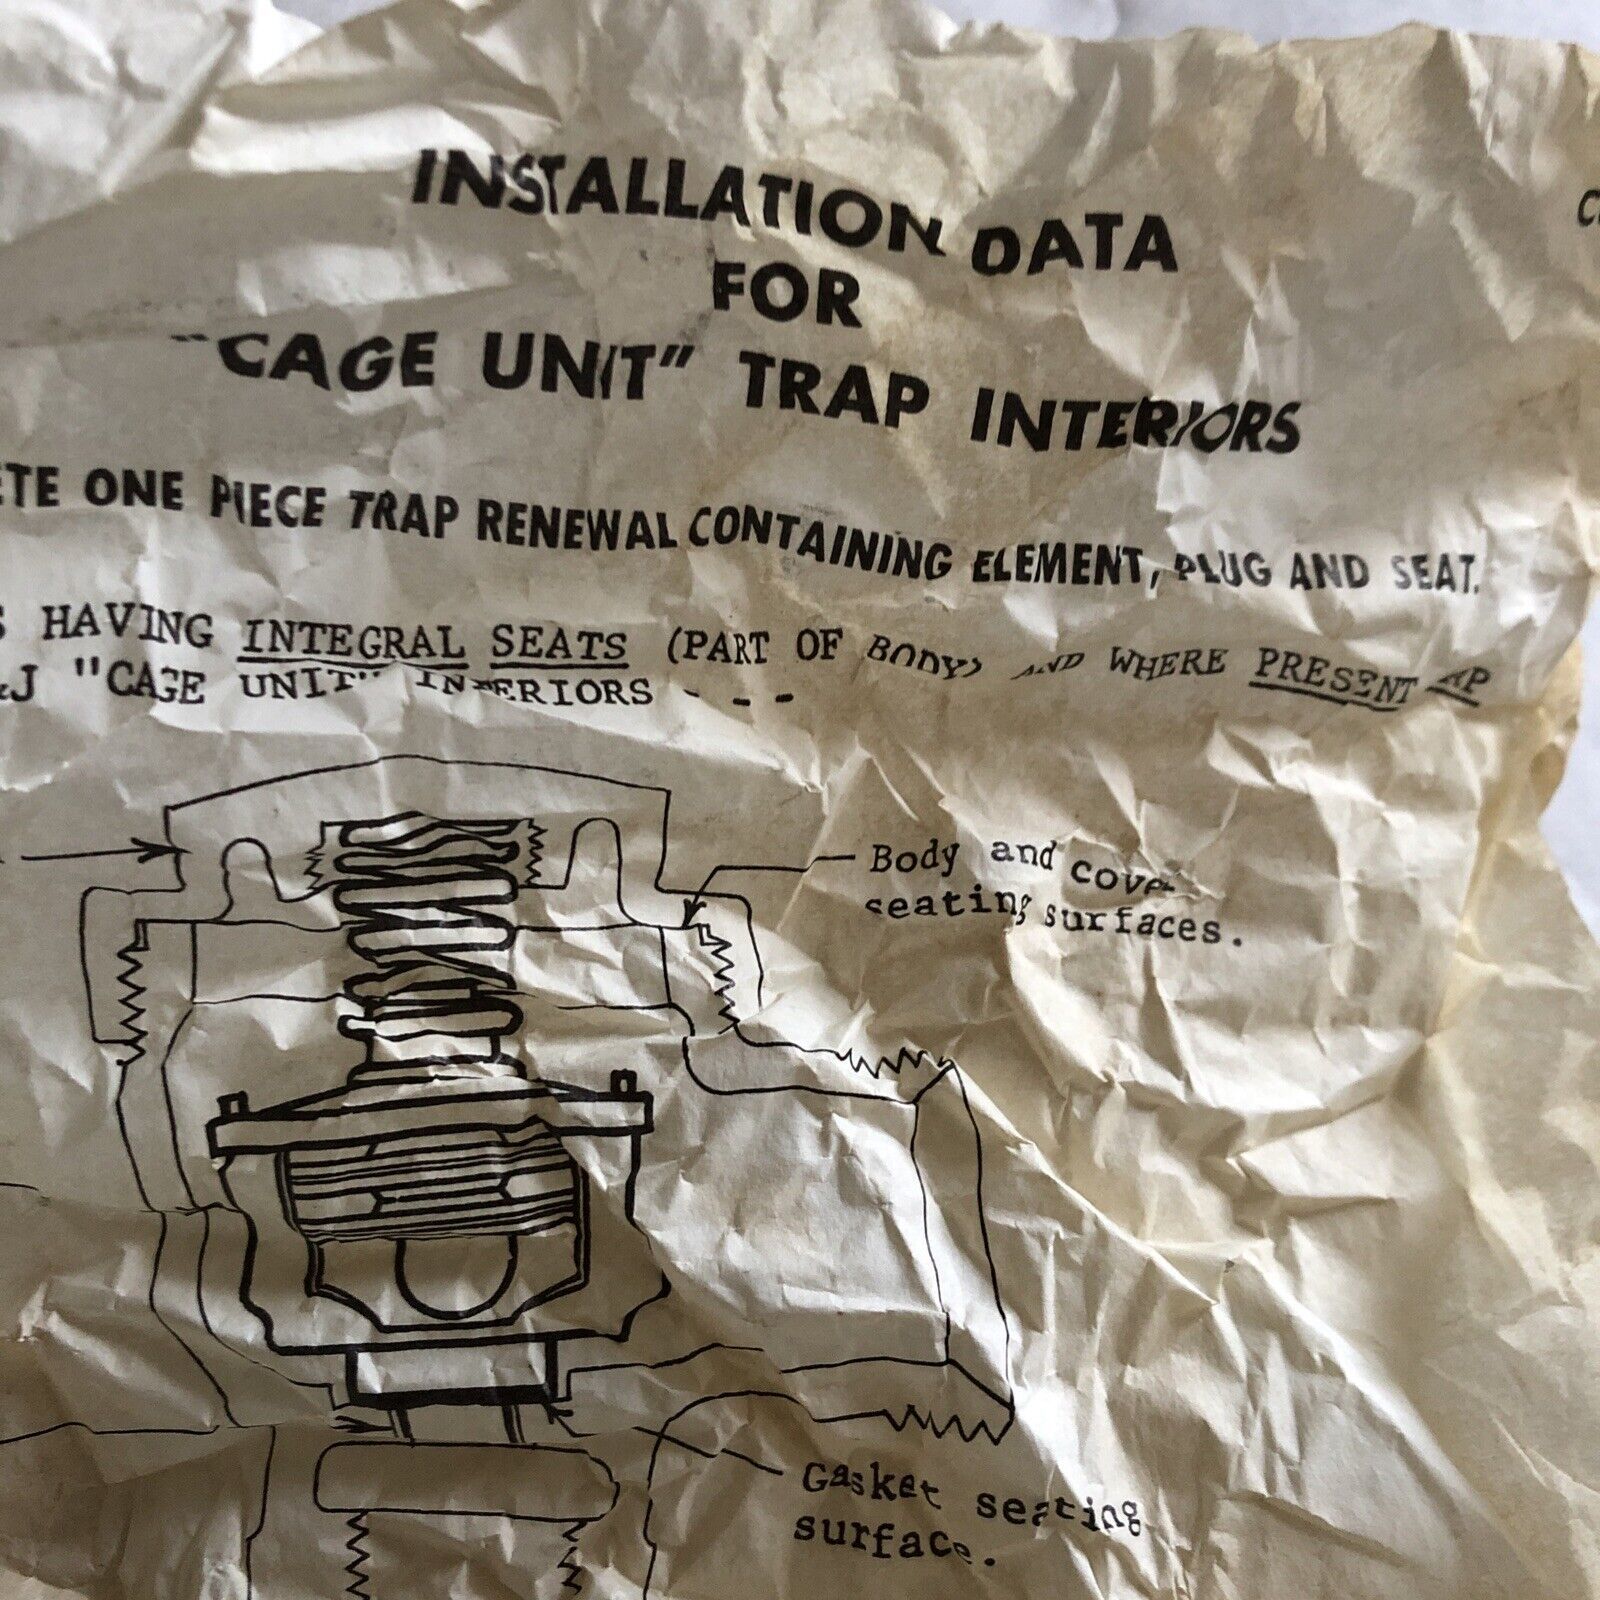 INSTALLATION DATA
FOR
"CAGE UNIT" TRAP INTERIORS
ETE ONE PIECE TRAP RENEWAL CONTAINING ELEMENT, PLUG AND SEAT.
S HAVING INTEGRAL SEATS (PART OF BODY) AND WHERE PRESENT
&J "CAGE UNIT" INTERIORS - - -
Body and cover
seating surfaces.
Gasket seating
surface.